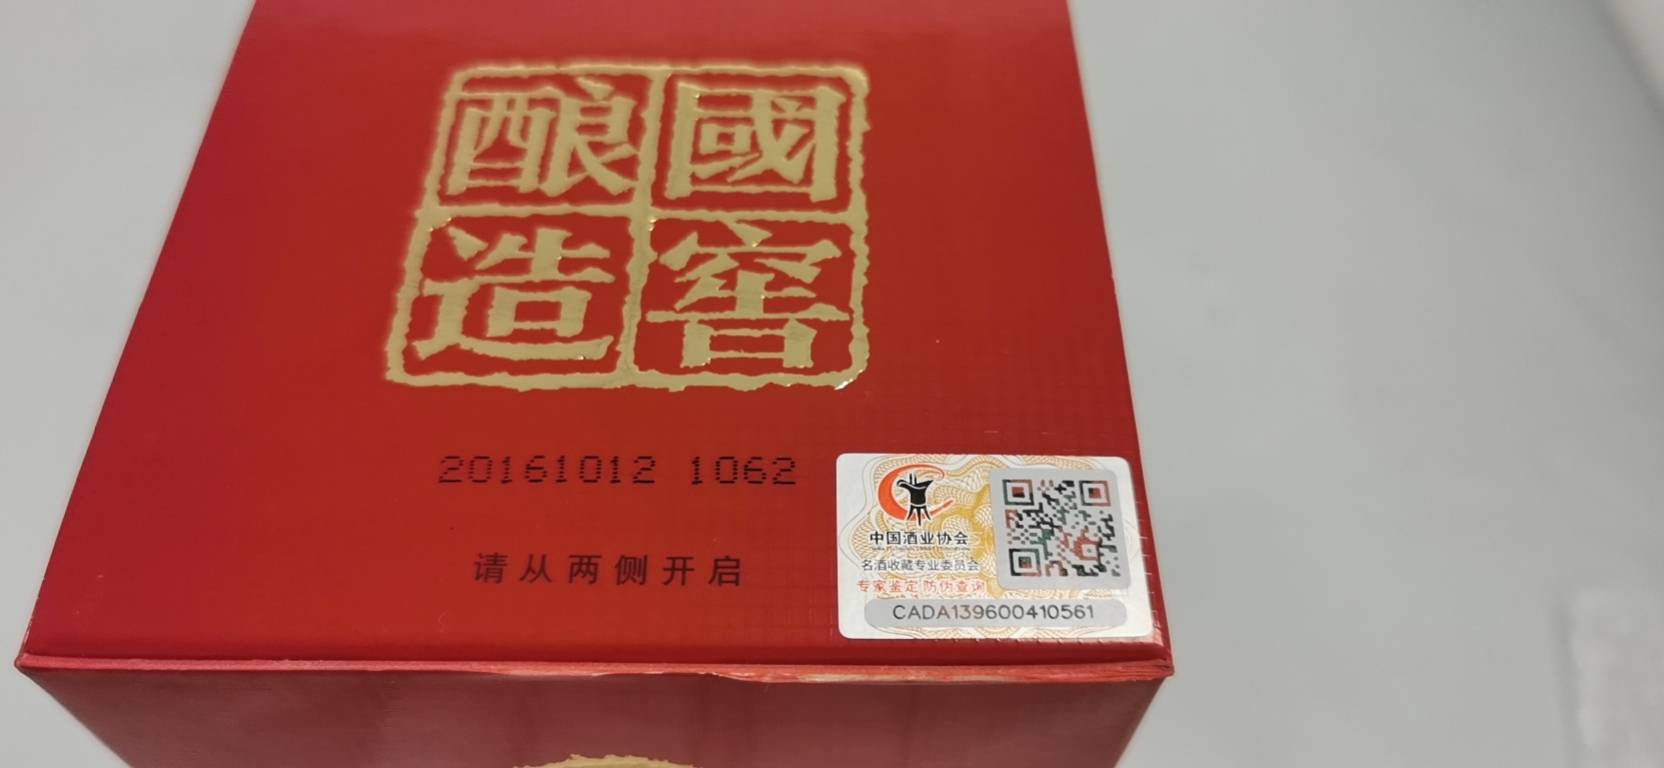 國窖
酿造
20161012 1062
请从两侧开启
中国酒业协会
名酒收藏专业委员会
专家鉴定 防伪查询
CADA139600410561